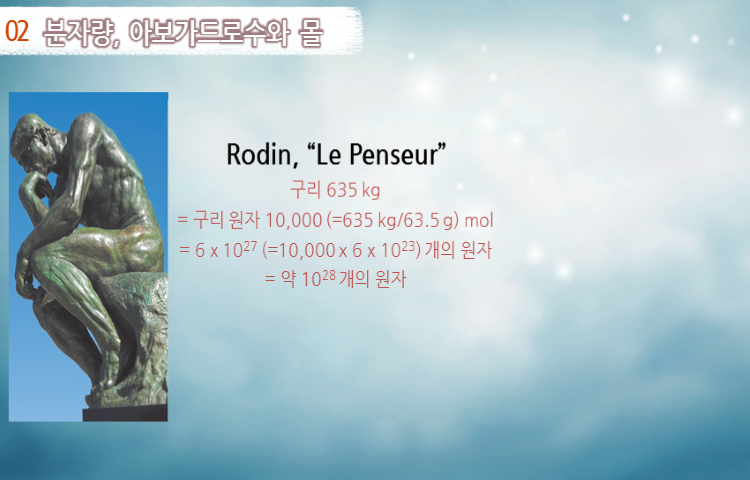 02 분자량, 아보가드로수와 몰
Rodin, “Le Penseur”
구리 635 kg
= 구리 원자 10,000 (=635 kg/63.5 g) mol
= 6 x 10²⁷ (=10,000 x 6 x 10²³) 개의 원자
= 약 10²⁸ 개의 원자